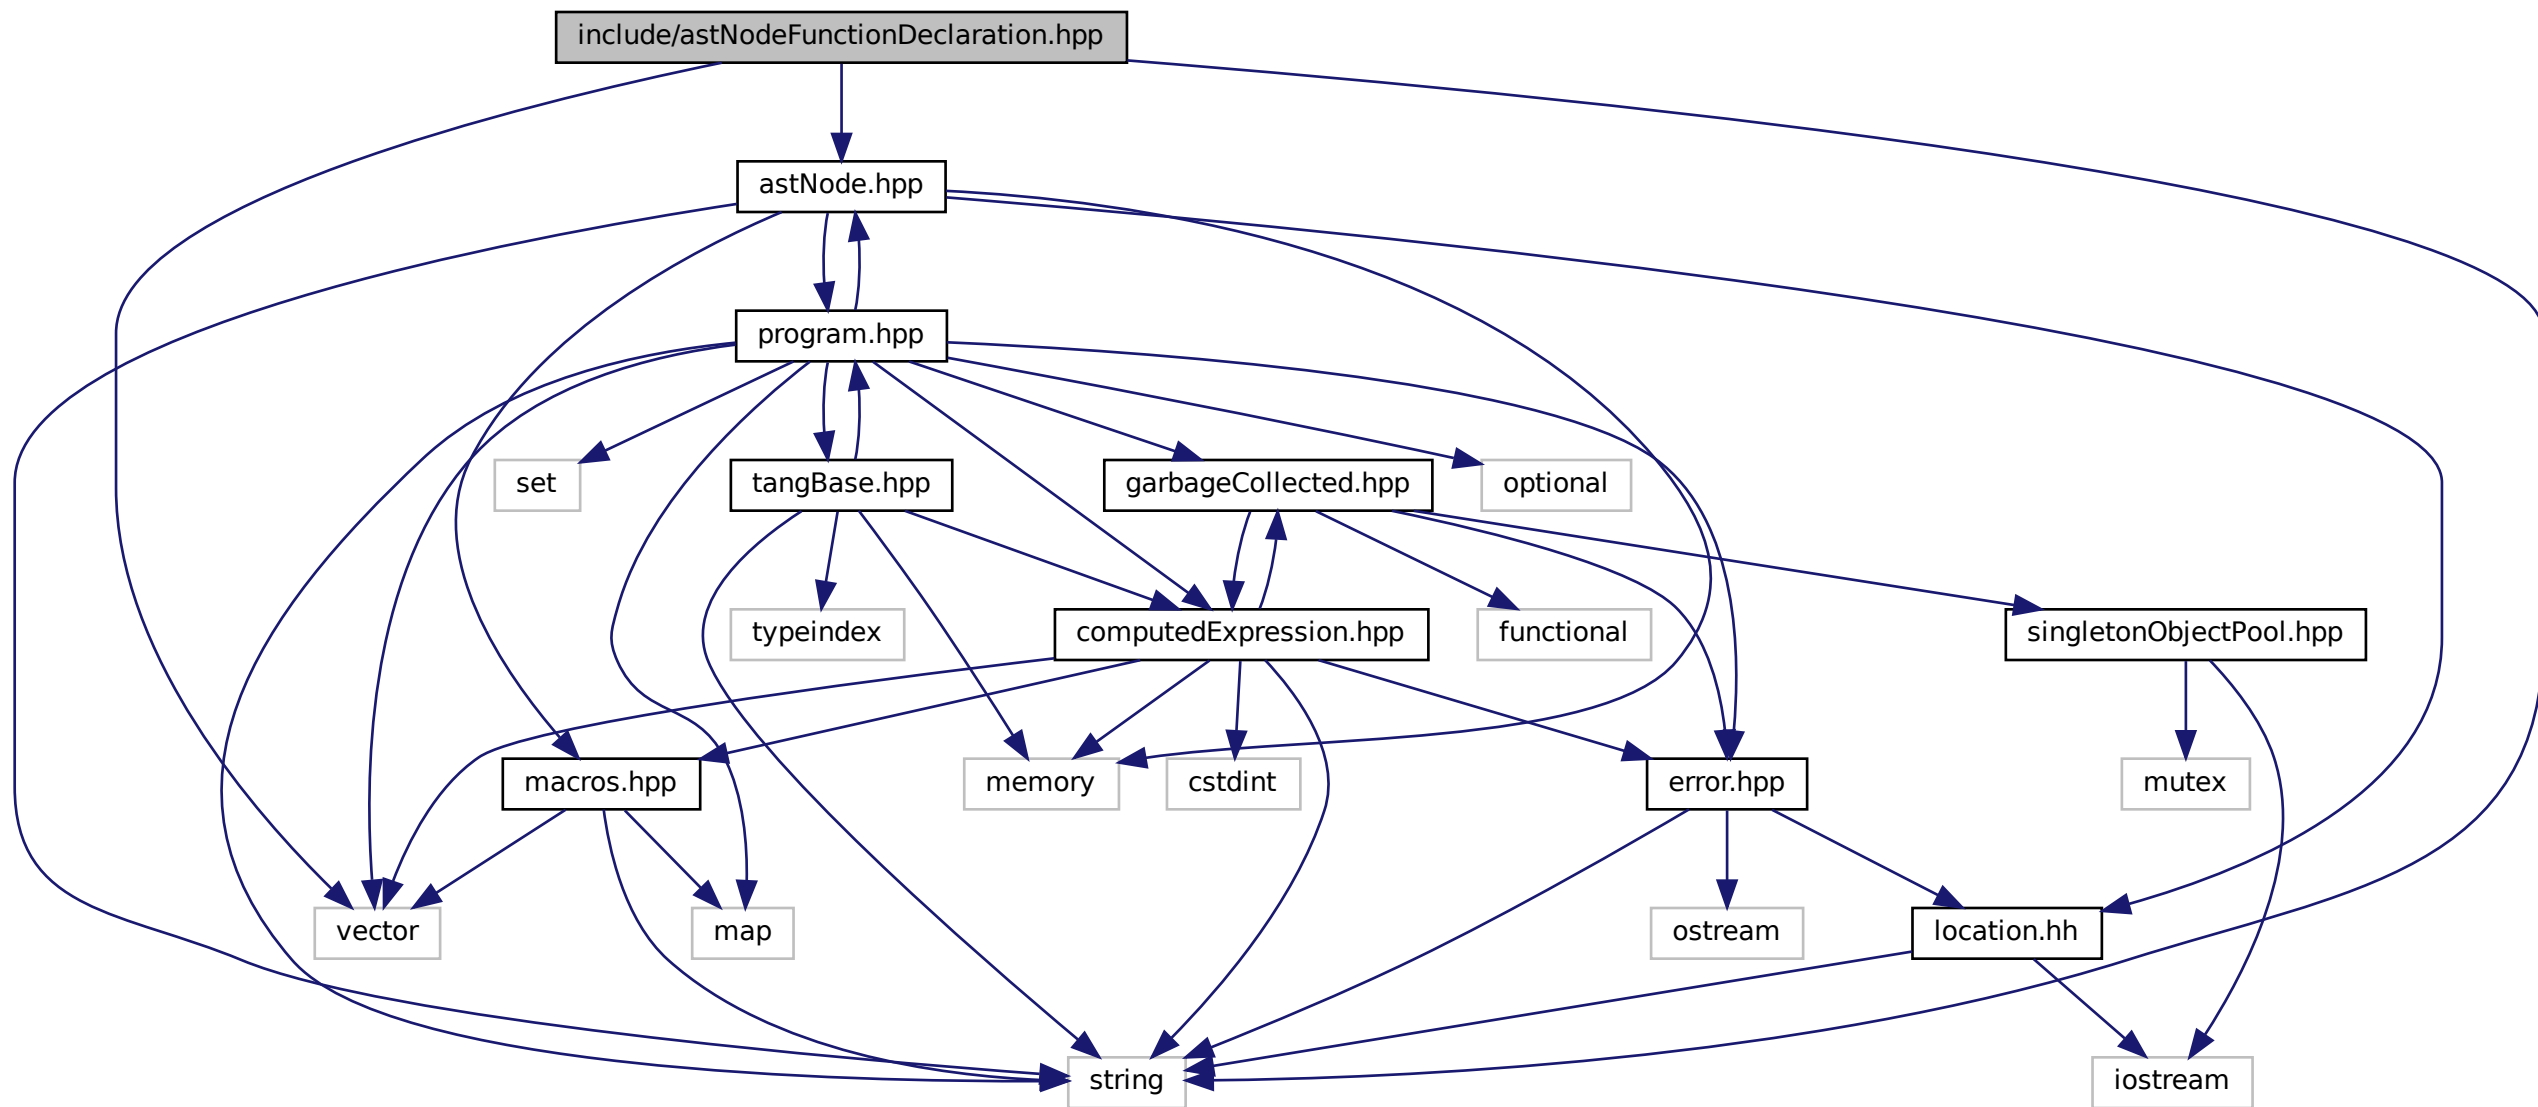 include/astNodeFunctionDeclaration.hpp
astNode.hpp
program.hpp
set
tangBase.hpp
garbageCollected.hpp
optional
typeindex
computedExpression.hpp
functional
singletonObjectPool.hpp
macros.hpp
memory
cstdint
error.hpp
mutex
vector
map
ostream
location.hh
string
iostream